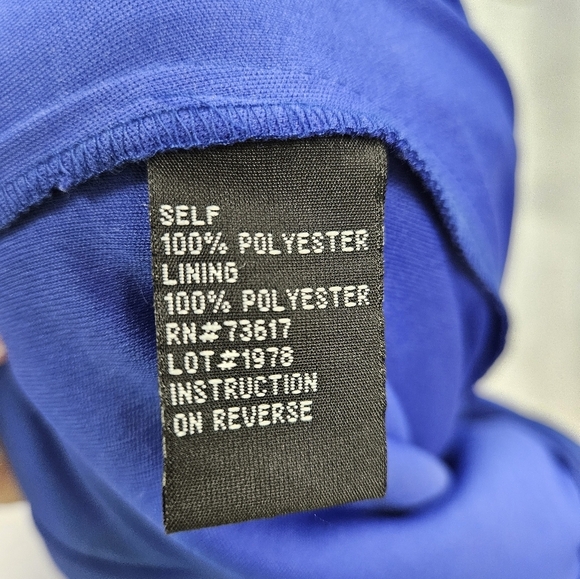 SELF
100% POLYESTER
LINING
100% POLYESTER
RN#73617
LOT#1978
INSTRUCTION
ON REVERSE